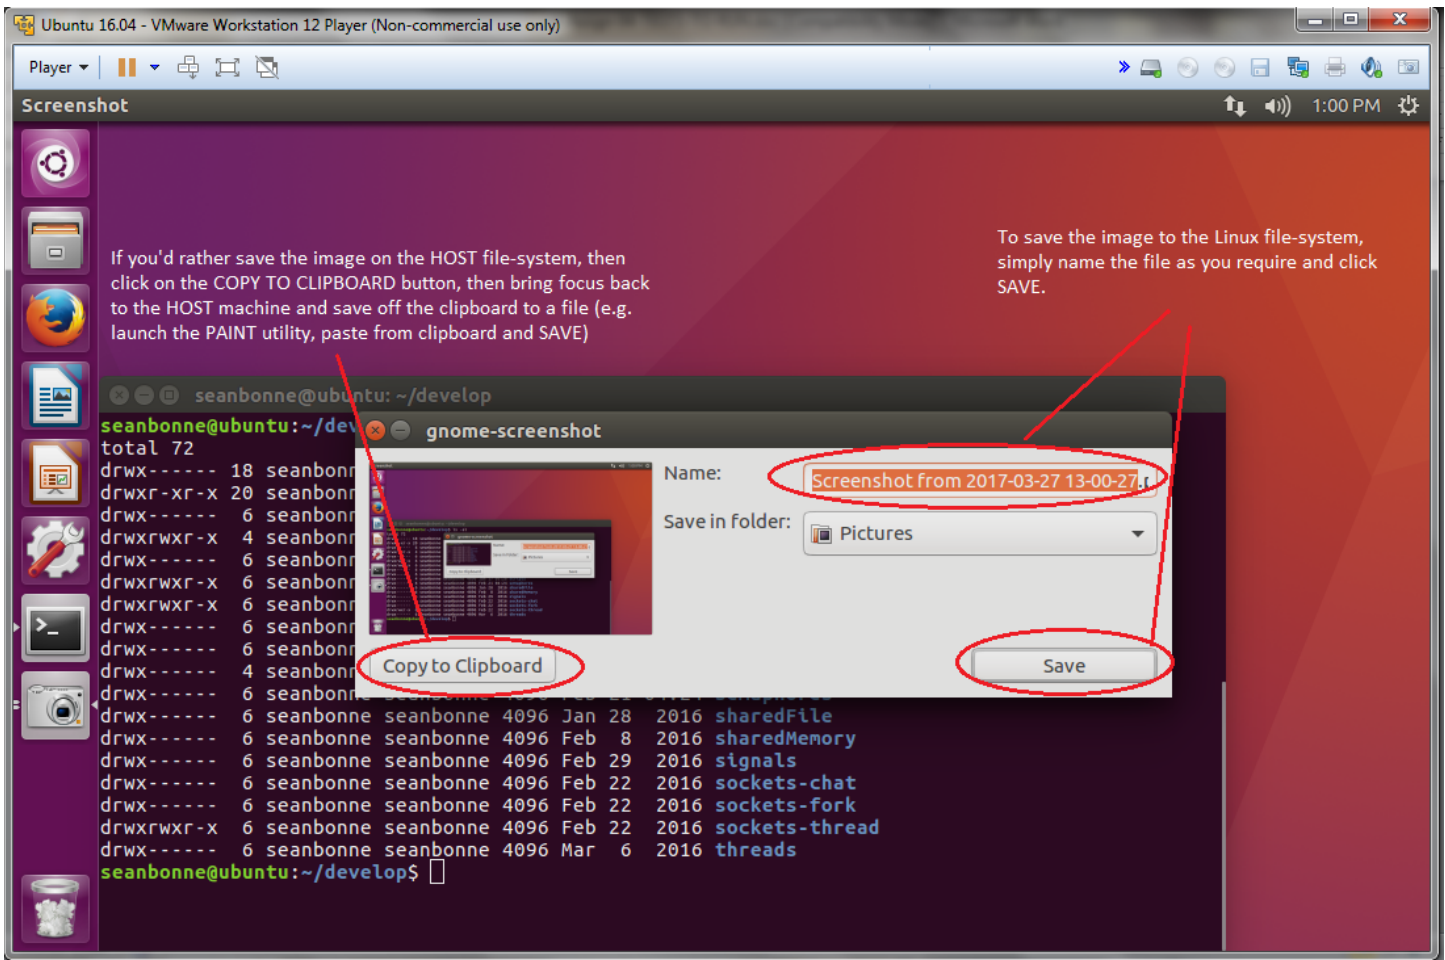 Ubuntu 16.04 - VMware Workstation 12 Player (Non-commercial use only)
Player
Screenshot
1:00 PM
If you'd rather save the image on the HOST file-system, then
click on the COPY TO CLIPBOARD button, then bring focus back
to the HOST machine and save off the clipboard to a file (e.g.
launch the PAINT utility, paste from clipboard and SAVE)
To save the image to the Linux file-system,
simply name the file as you require and click
SAVE.
seanbonne@ubuntu: ~/develop
seanbonne@ubuntu:~/dev
total 72
drwx------ 18 seanbonn
drwxr-xr-x 20 seanbonn
drwx------ 6 seanbonn
drwxrwxr-x 4 seanbonn
drwx------ 6 seanbonn
drwxrwxr-x 6 seanbonn
drwxrwxr-x 6 seanbonn
drwx------ 6 seanbonn
drwx------ 6 seanbonn
drwx------ 4 seanbonn
gnome-screenshot
Name:
Screenshot from 2017-03-27 13-00-27.
Save in folder:
Pictures
Copy to Clipboard
Save
drwx------ 6 seanbonne seanbonne 4096
drwx------ 6 seanbonne seanbonne 4096 Jan 28 2016 sharedFile
drwx------ 6 seanbonne seanbonne 4096 Feb 8 2016 sharedMemory
drwx------ 6 seanbonne seanbonne 4096 Feb 29 2016 signals
drwx------ 6 seanbonne seanbonne 4096 Feb 22 2016 sockets-chat
drwx------ 6 seanbonne seanbonne 4096 Feb 22 2016 sockets-fork
drwxrwxr-x 6 seanbonne seanbonne 4096 Feb 22 2016 sockets-thread
drwx------ 6 seanbonne seanbonne 4096 Mar 6 2016 threads
seanbonne@ubuntu:~/develop$